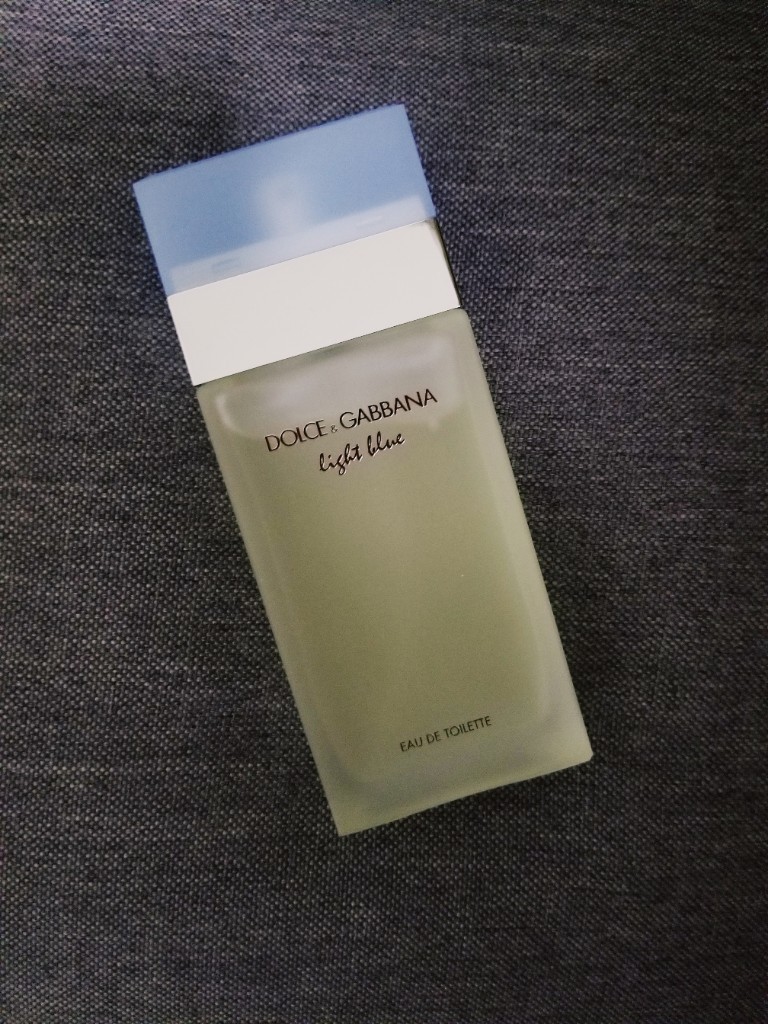 DOLCE & GABBANA
light blue
EAU DE TOILETTE